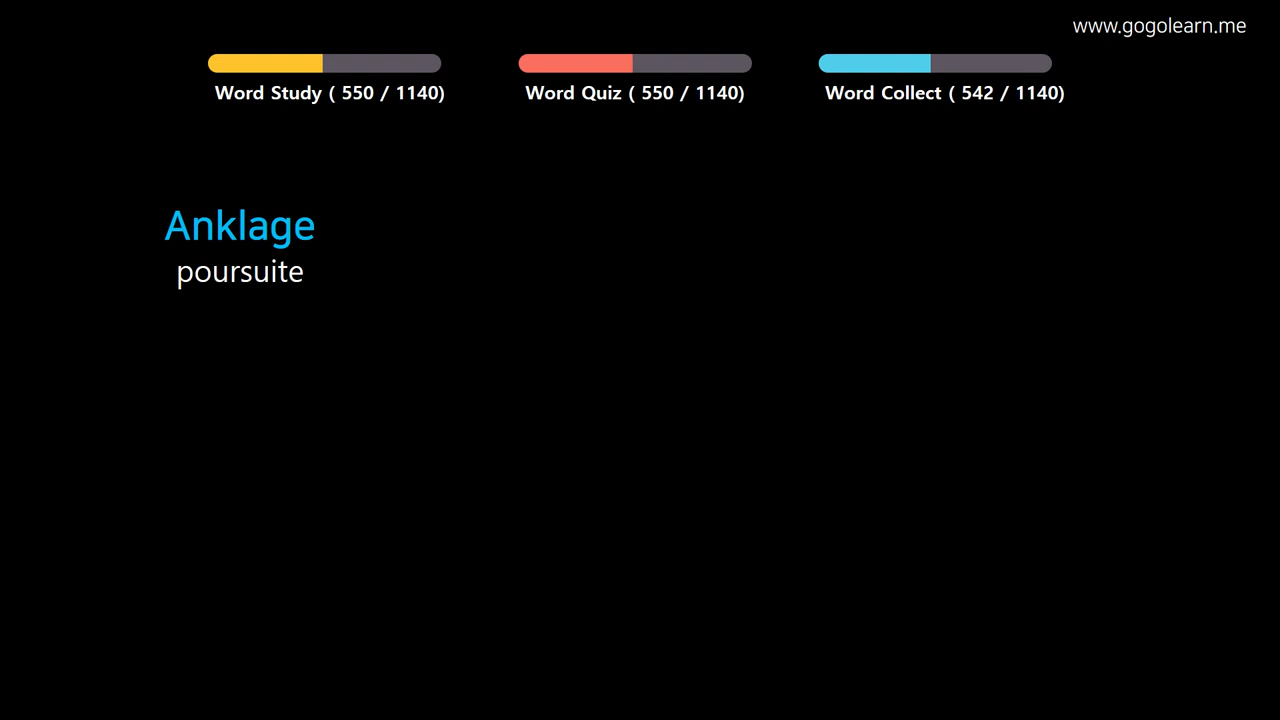 www.gogolearn.me
Word Study ( 550 / 1140)
Word Quiz ( 550 / 1140)
Word Collect ( 542 / 1140)
Anklage
poursuite